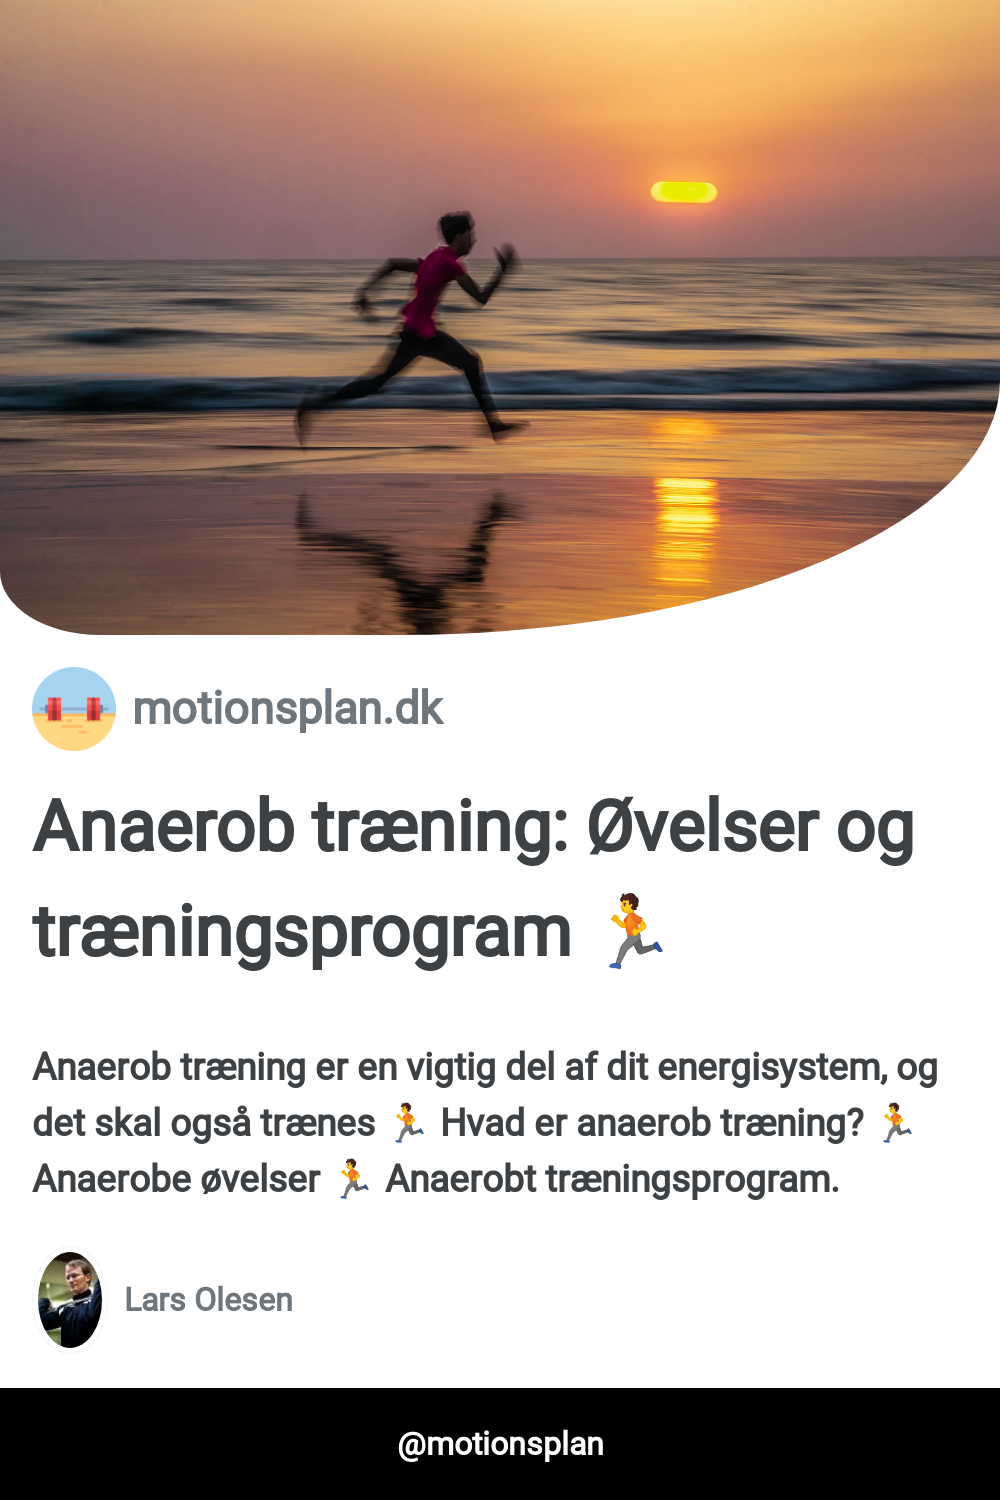 motionsplan.dk
Anaerob træning: Øvelser og
træningsprogram 🏃
Anaerob træning er en vigtig del af dit energisystem, og
det skal også trænes 🏃 Hvad er anaerob træning? 🏃
Anaerobe øvelser 🏃 Anaerobt træningsprogram.
Lars Olesen
@motionsplan